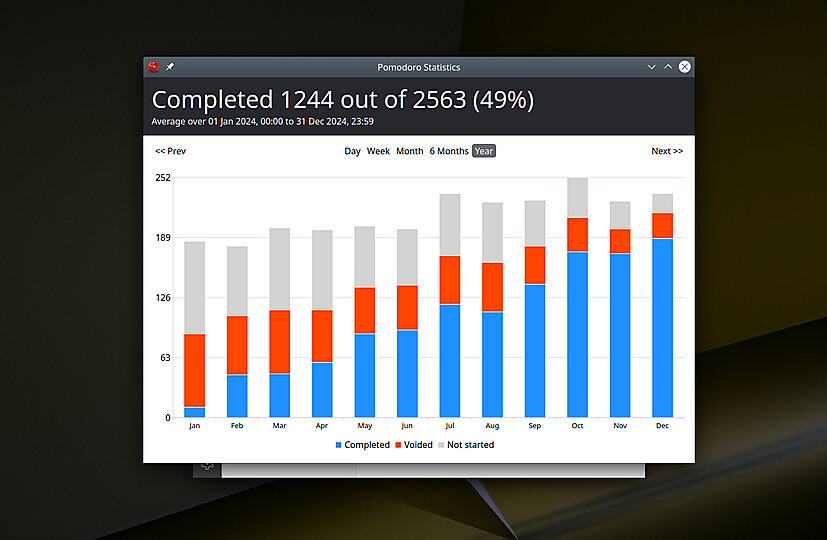 Pomodoro Statistics
Completed 1244 out of 2563 (49%)
Average over 01 Jan 2024, 00:00 to 31 Dec 2024, 23:59
<< Prev Day Week Month 6 Months Year Next >>
252
189
126
63
0
Jan Feb Mar Apr May Jun Jul Aug Sep Oct Nov Dec
Completed Voided Not started